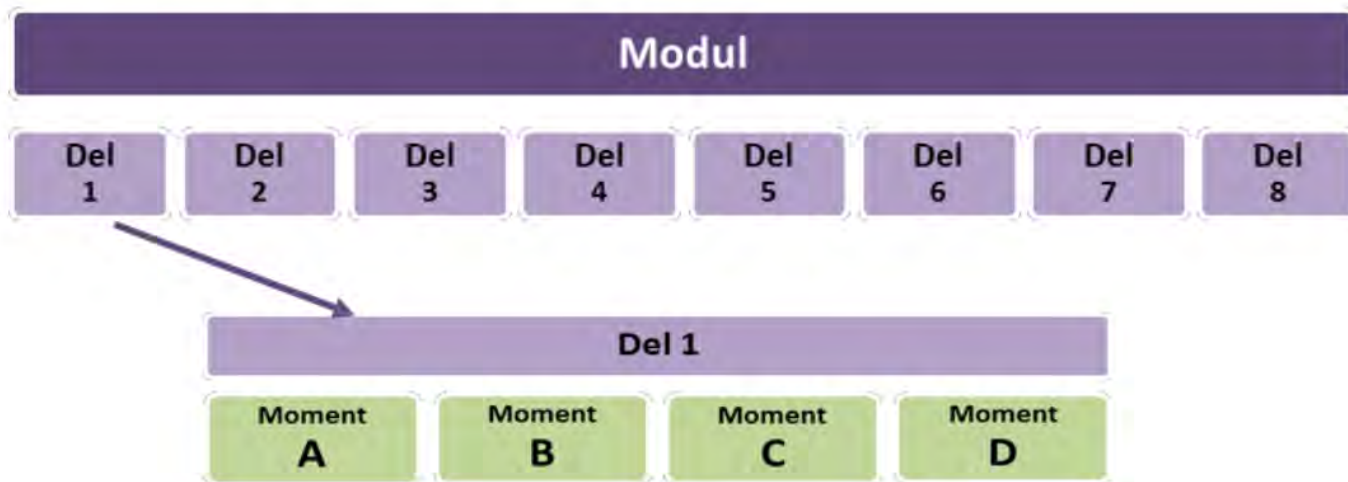 Modul
Del Del Del Del Del Del Del Del
1 2 3 4 5 6 7 8
Del 1
Moment Moment Moment Moment
A B C D